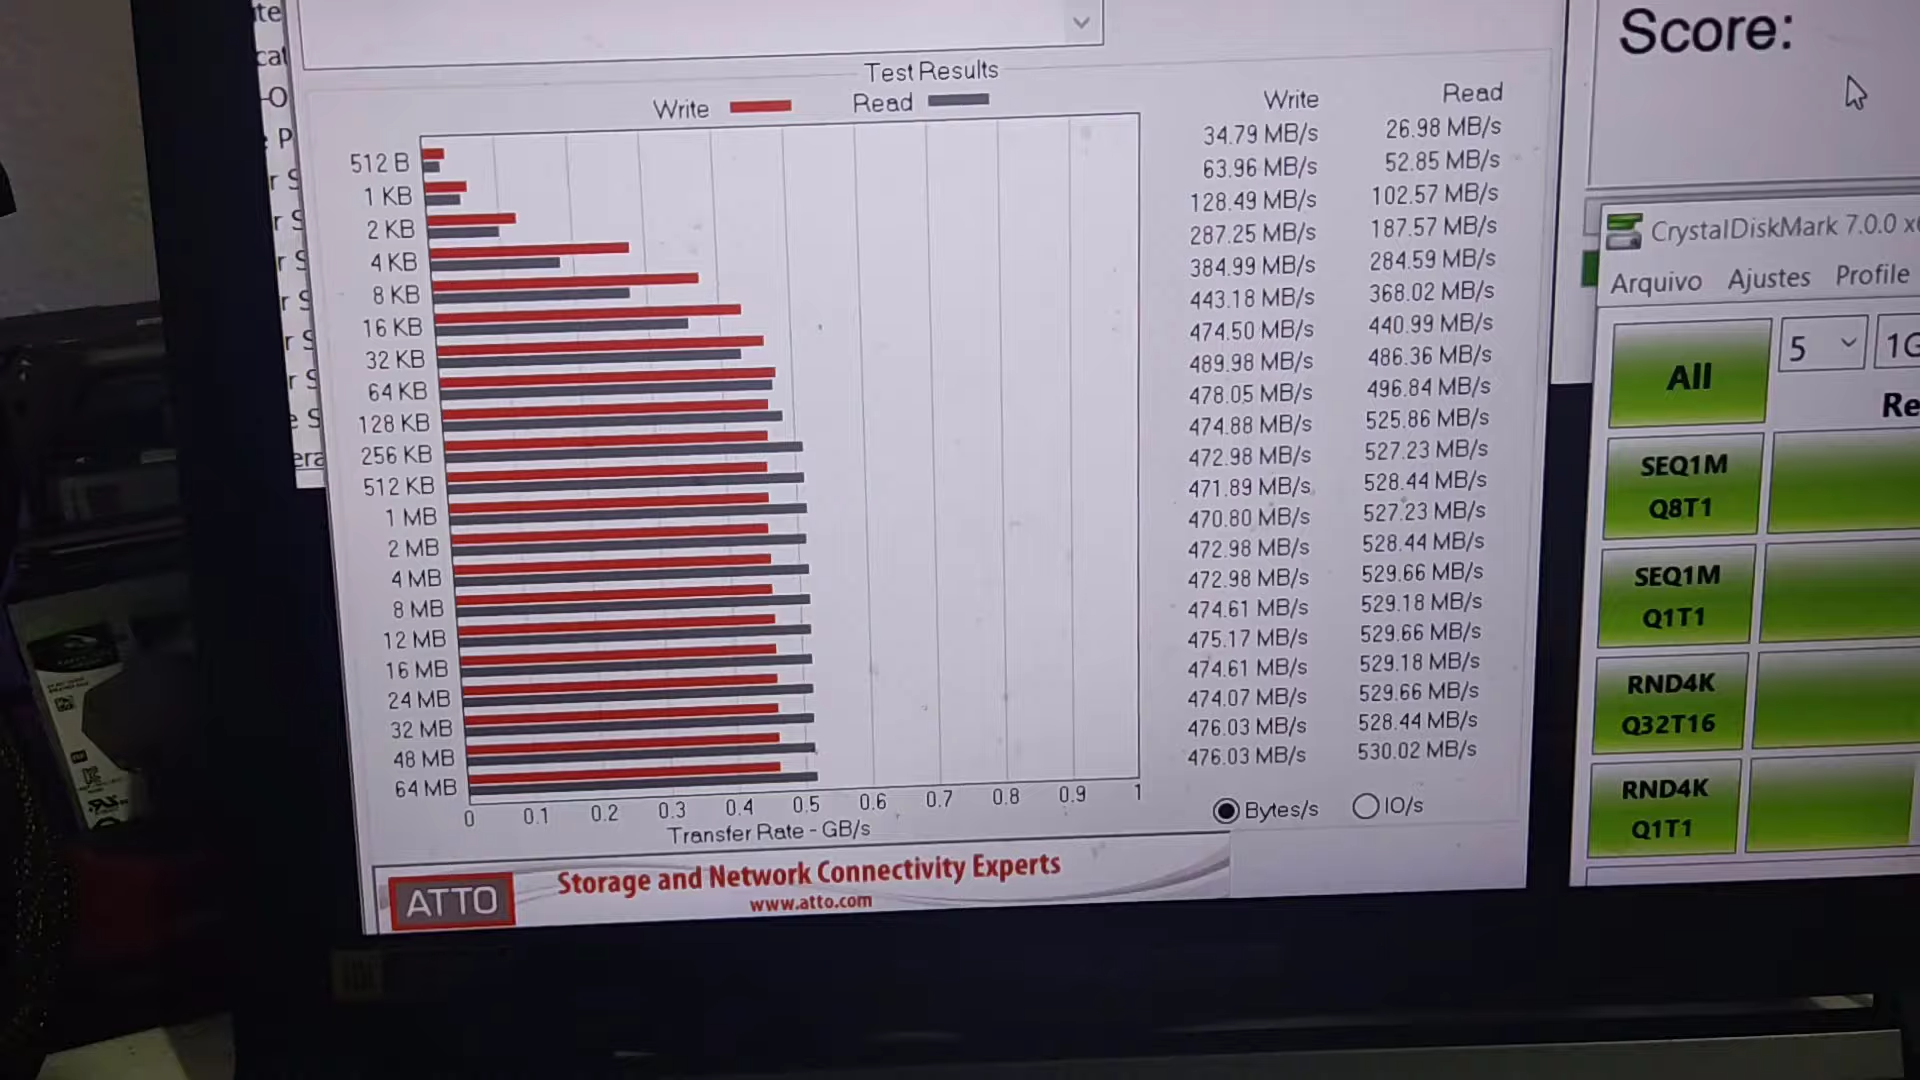 te
cat
-O
P
r S
r S
r S
r S
r S
r S
e S
era
Test Results
Write Read
Write Read
512 B 34.79 MB/s 26.98 MB/s
1 KB 63.96 MB/s 52.85 MB/s
2 KB 128.49 MB/s 102.57 MB/s
4 KB 287.25 MB/s 187.57 MB/s
8 KB 384.99 MB/s 284.59 MB/s
16 KB 443.18 MB/s 368.02 MB/s
32 KB 474.50 MB/s 440.99 MB/s
64 KB 489.98 MB/s 486.36 MB/s
128 KB 478.05 MB/s 496.84 MB/s
256 KB 474.88 MB/s 525.86 MB/s
512 KB 472.98 MB/s 527.23 MB/s
1 MB 471.89 MB/s 528.44 MB/s
2 MB 470.80 MB/s 527.23 MB/s
4 MB 472.98 MB/s 528.44 MB/s
8 MB 472.98 MB/s 529.66 MB/s
12 MB 474.61 MB/s 529.18 MB/s
16 MB 475.17 MB/s 529.66 MB/s
24 MB 474.61 MB/s 529.18 MB/s
32 MB 474.07 MB/s 529.66 MB/s
48 MB 476.03 MB/s 528.44 MB/s
64 MB 476.03 MB/s 530.02 MB/s
0 0.1 0.2 0.3 0.4 0.5 0.6 0.7 0.8 0.9 1
Transfer Rate - GB/s
Bytes/s IO/s
ATTO
Storage and Network Connectivity Experts
www.atto.com
Score:
CrystalDiskMark 7.0.0 x6
Arquivo Ajustes Profile
All
5
1G
Re
SEQ1M
Q8T1
SEQ1M
Q1T1
RND4K
Q32T16
RND4K
Q1T1